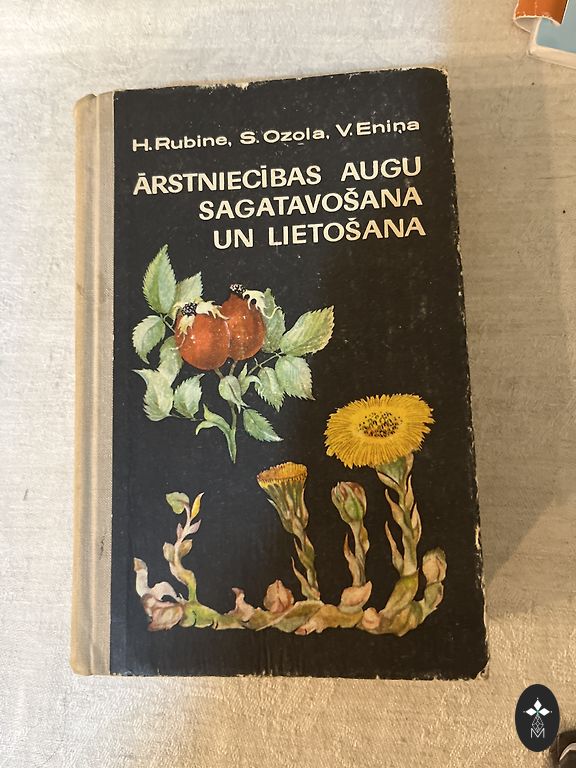 H. Rubine, S. Ozola, V. Eniņa
ĀRSTNIECĪBAS AUGU
SAGATAVOŠANA
UN LIETOŠANA
M